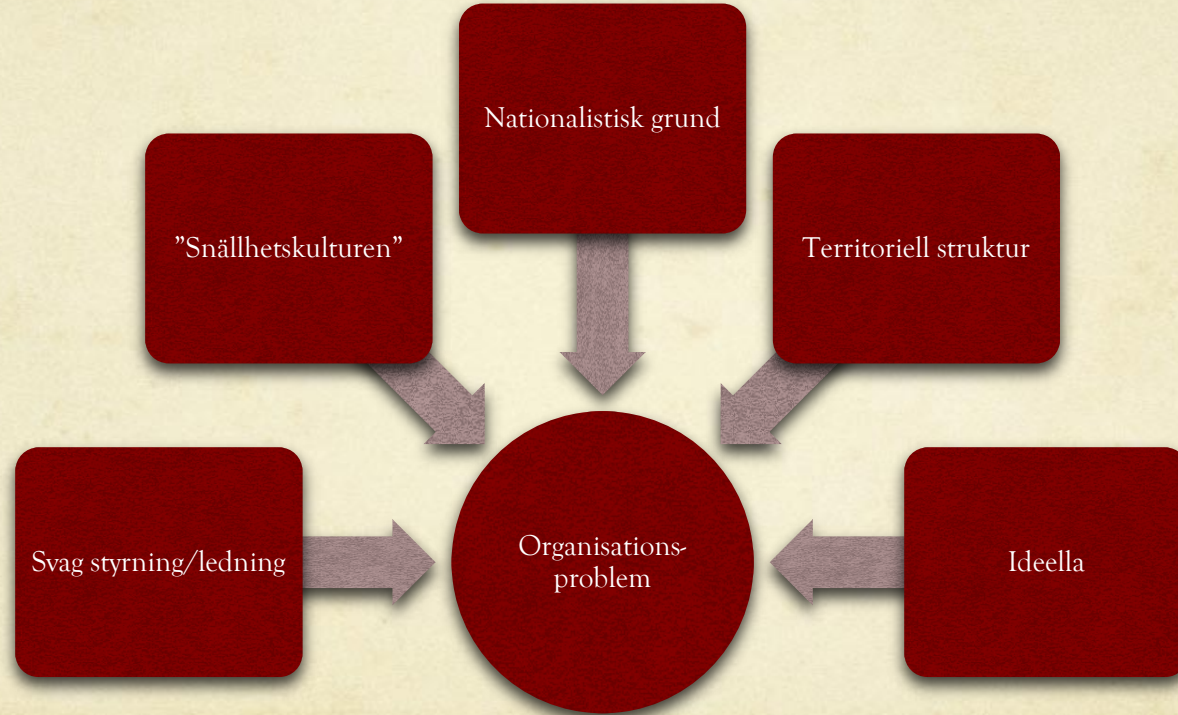 Nationalistisk grund
”Snällhetskulturen”
Territoriell struktur
Svag styrning/ledning
Organisations-
problem
Ideella